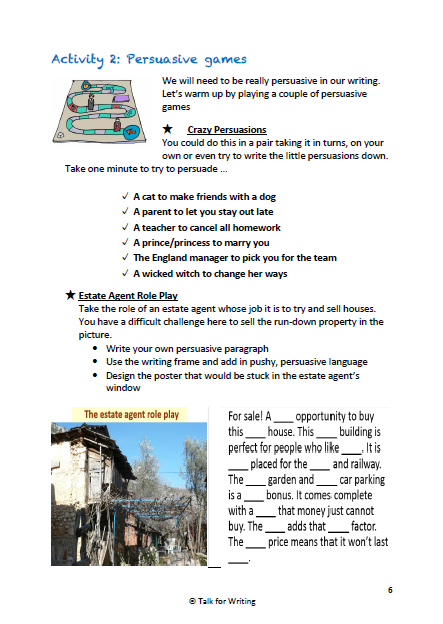 Activity 2: Persuasive games
We will need to be really persuasive in our writing.
Let's warm up by playing a couple of persuasive
games
★ Crazy Persuasions
You could do this in a pair taking it in turns, on your
own or even try to write the little persuasions down.
Take one minute to try to persuade …
✓ A cat to make friends with a dog
✓ A parent to let you stay out late
✓ A teacher to cancel all homework
✓ A prince/princess to marry you
✓ The England manager to pick you for the team
✓ A wicked witch to change her ways
★ Estate Agent Role Play
Take the role of an estate agent whose job it is to try and sell houses.
You have a difficult challenge here to sell the run-down property in the
picture.
• Write your own persuasive paragraph
• Use the writing frame and add in pushy, persuasive language
• Design the poster that would be stuck in the estate agent's
window
The estate agent role play
For sale! A ____ opportunity to buy
this ____ house. This ____ building is
perfect for people who like ____. It is
____ placed for the ____ and railway.
The ____ garden and ____ car parking
is a ____ bonus. It comes complete
with a ____ that money just cannot
buy. The ____ adds that ____ factor.
The ____ price means that it won't last
____.
6
© Talk for Writing